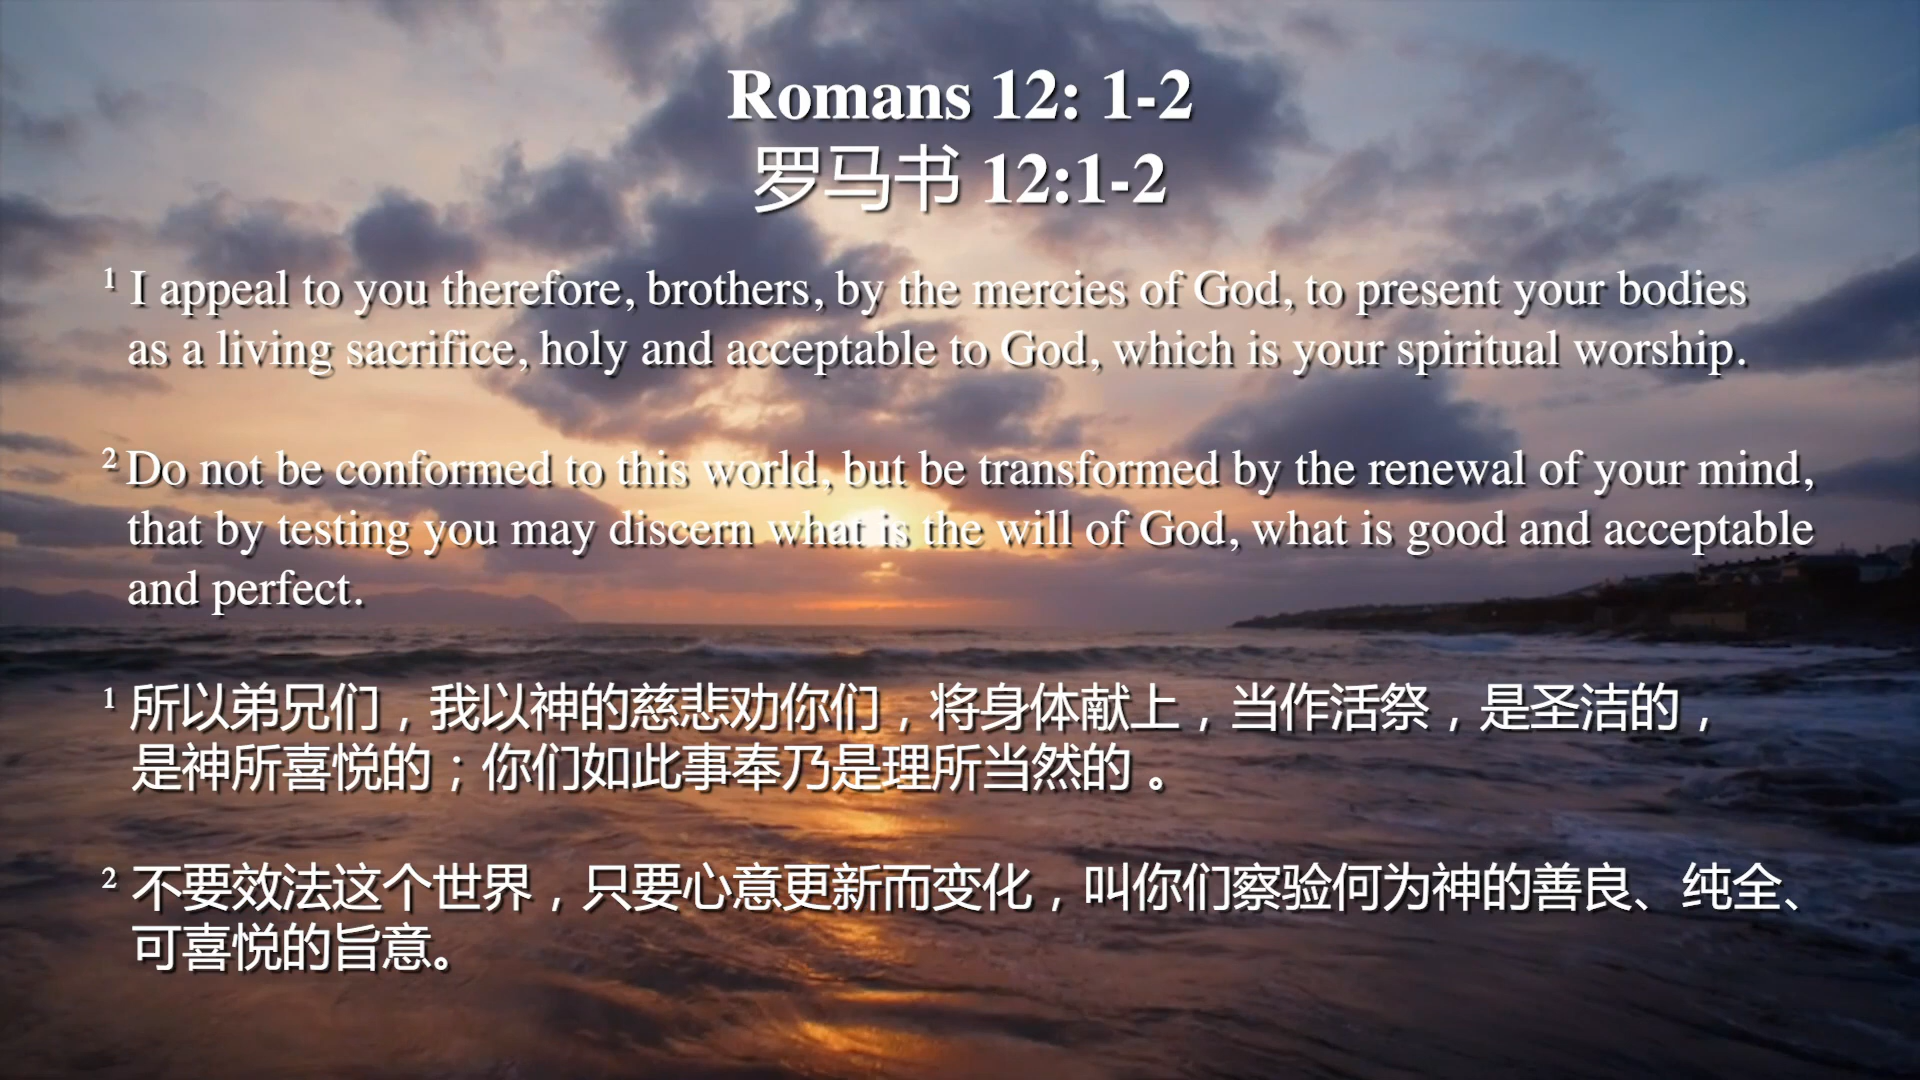 Romans 12: 1-2
罗马书 12:1-2
1 I appeal to you therefore, brothers, by the mercies of God, to present your bodies
as a living sacrifice, holy and acceptable to God, which is your spiritual worship.
2 Do not be conformed to this world, but be transformed by the renewal of your mind,
that by testing you may discern what is the will of God, what is good and acceptable
and perfect.
1 所以弟兄们，我以神的慈悲劝你们，将身体献上，当作活祭，是圣洁的，
是神所喜悦的；你们如此事奉乃是理所当然的 。
2 不要效法这个世界，只要心意更新而变化，叫你们察验何为神的善良、纯全、
可喜悦的旨意。